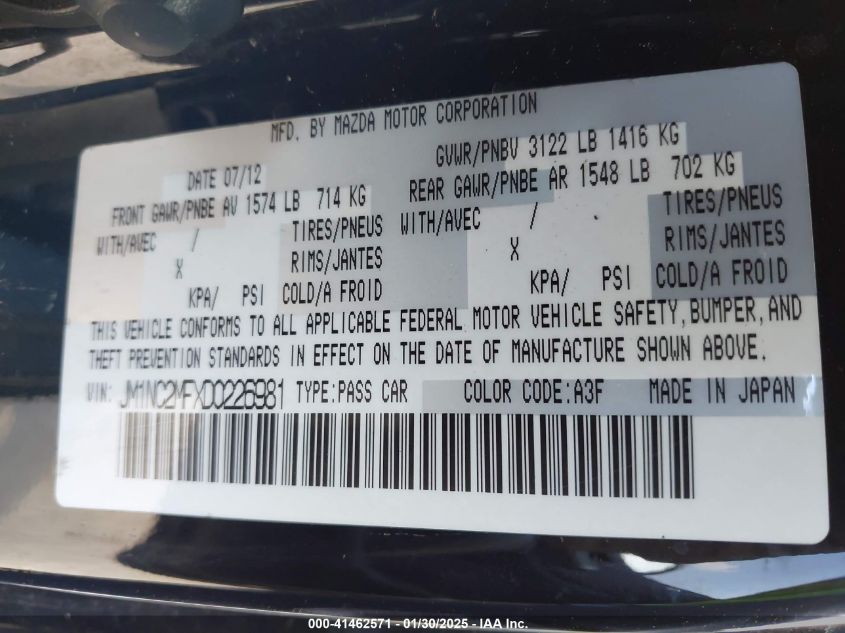 MFD. BY MAZDA MOTOR CORPORATION
DATE 07/12 GVWR/PNBV 3122 LB 1416 KG
FRONT GAWR/PNBE AV 1574 LB 714 KG REAR GAWR/PNBE AR 1548 LB 702 KG
WITH/AVEC / TIRES/PNEUS WITH/AVEC / TIRES/PNEUS
X RIMS/JANTES X RIMS/JANTES
KPA/ PSI COLD/A FROID KPA/ PSI COLD/A FROID
THIS VEHICLE CONFORMS TO ALL APPLICABLE FEDERAL MOTOR VEHICLE SAFETY, BUMPER, AND
THEFT PREVENTION STANDARDS IN EFFECT ON THE DATE OF MANUFACTURE SHOWN ABOVE.
VIN: JM1NC2MFXD0226981 TYPE:PASS CAR COLOR CODE:A3F MADE IN JAPAN
000-41462571 - 01/30/2025 - IAA Inc.